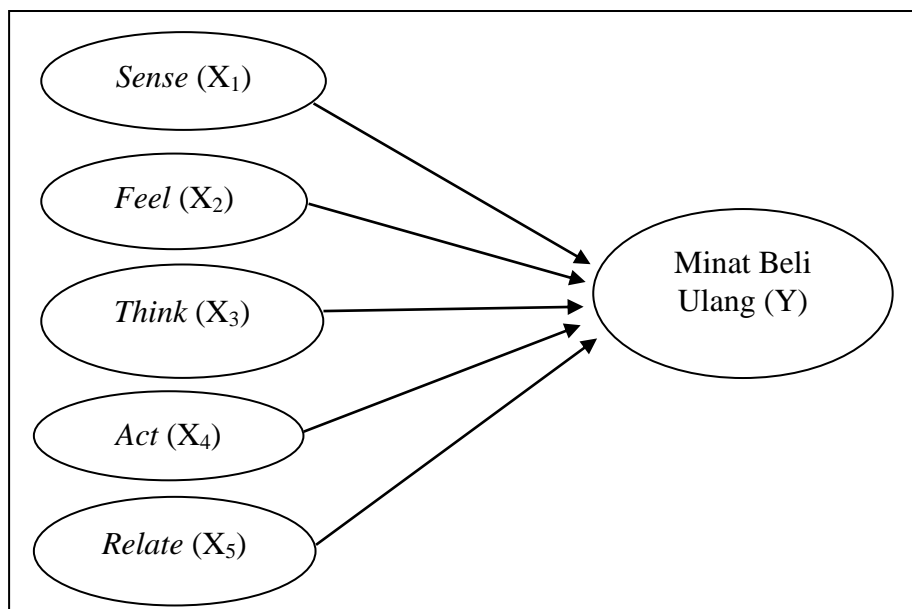 Sense (X₁)
Feel (X₂)
Think (X₃)
Act (X₄)
Relate (X₅)
Minat Beli
Ulang (Y)